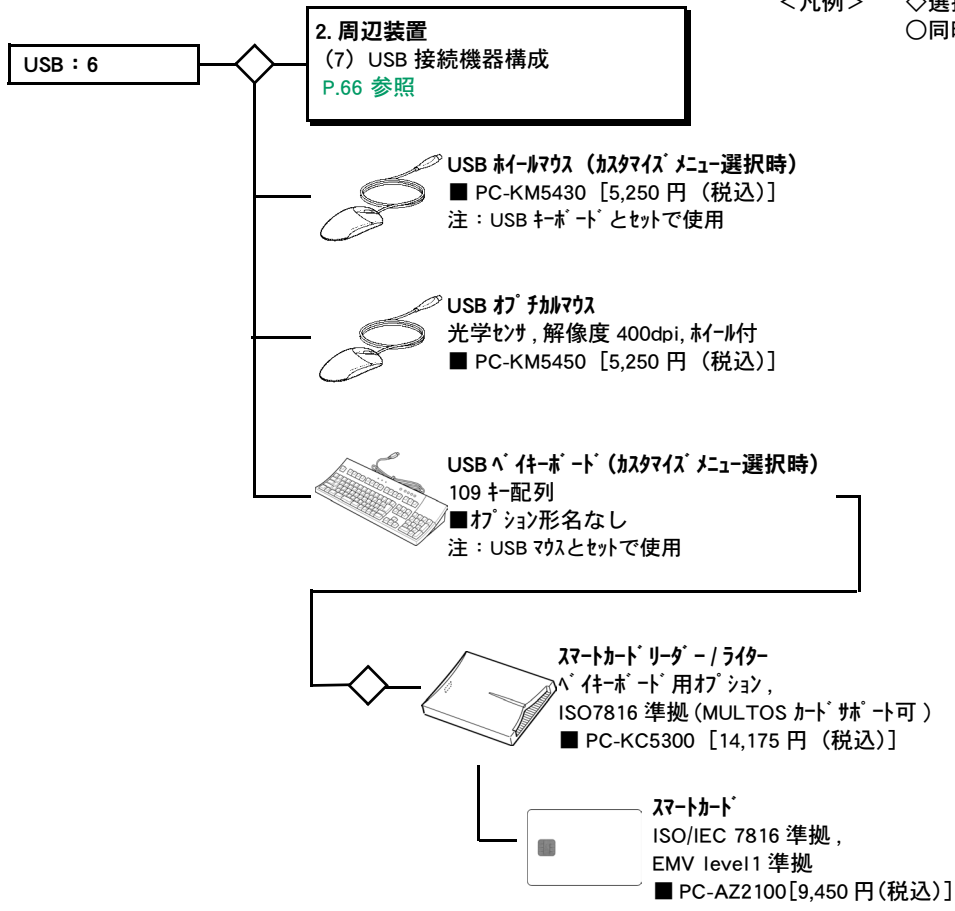 ＜凡例＞ ◇選
○同
2. 周辺装置
（7）USB 接続機器構成
P.66 参照
USB：6
USB ﾎｲｰﾙﾏｳｽ（ｶｽﾀﾏｲｽﾞﾒﾆｭｰ選択時）
■ PC-KM5430［5,250 円（税込）］
注：USB ｷｰﾎﾞｰﾄﾞとｾｯﾄで使用
USB ｵﾌﾟﾁｶﾙﾏｳｽ
光学ｾﾝｻ, 解像度 400dpi, ﾎｲｰﾙ付
■ PC-KM5450［5,250 円（税込）］
USB ﾍﾞｲｷｰﾎﾞｰﾄﾞ（ｶｽﾀﾏｲｽﾞﾒﾆｭｰ選択時）
109 ｷｰ配列
■ｵﾌﾟｼｮﾝ形名なし
注：USB ﾏｳｽとｾｯﾄで使用
ｽﾏｰﾄｶｰﾄﾞﾘｰﾀﾞｰ / ﾗｲﾀｰ
ﾍﾞｲｷｰﾎﾞｰﾄﾞ用ｵﾌﾟｼｮﾝ,
ISO7816 準拠(MULTOS ｶｰﾄﾞｻﾎﾟｰﾄ可)
■ PC-KC5300［14,175 円（税込）］
ｽﾏｰﾄｶｰﾄﾞ
ISO/IEC 7816 準拠,
EMV level1 準拠
■ PC-AZ2100[9,450 円(税込)]